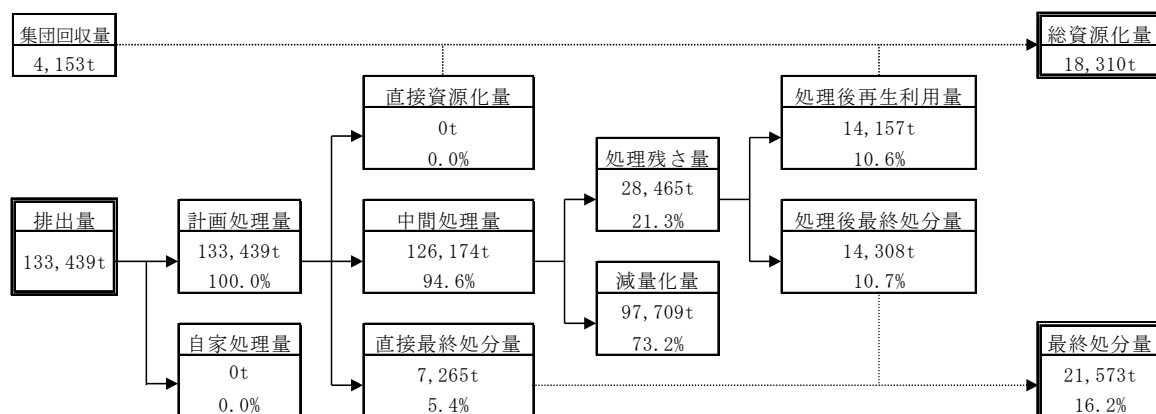 集団回収量
4,153t
総資源化量
18,310t
直接資源化量
0t
0.0%
処理後再生利用量
14,157t
10.6%
処理残さ量
28,465t
21.3%
排出量
133,439t
計画処理量
133,439t
100.0%
中間処理量
126,174t
94.6%
処理後最終処分量
14,308t
10.7%
減量化量
97,709t
73.2%
自家処理量
0t
0.0%
直接最終処分量
7,265t
5.4%
最終処分量
21,573t
16.2%